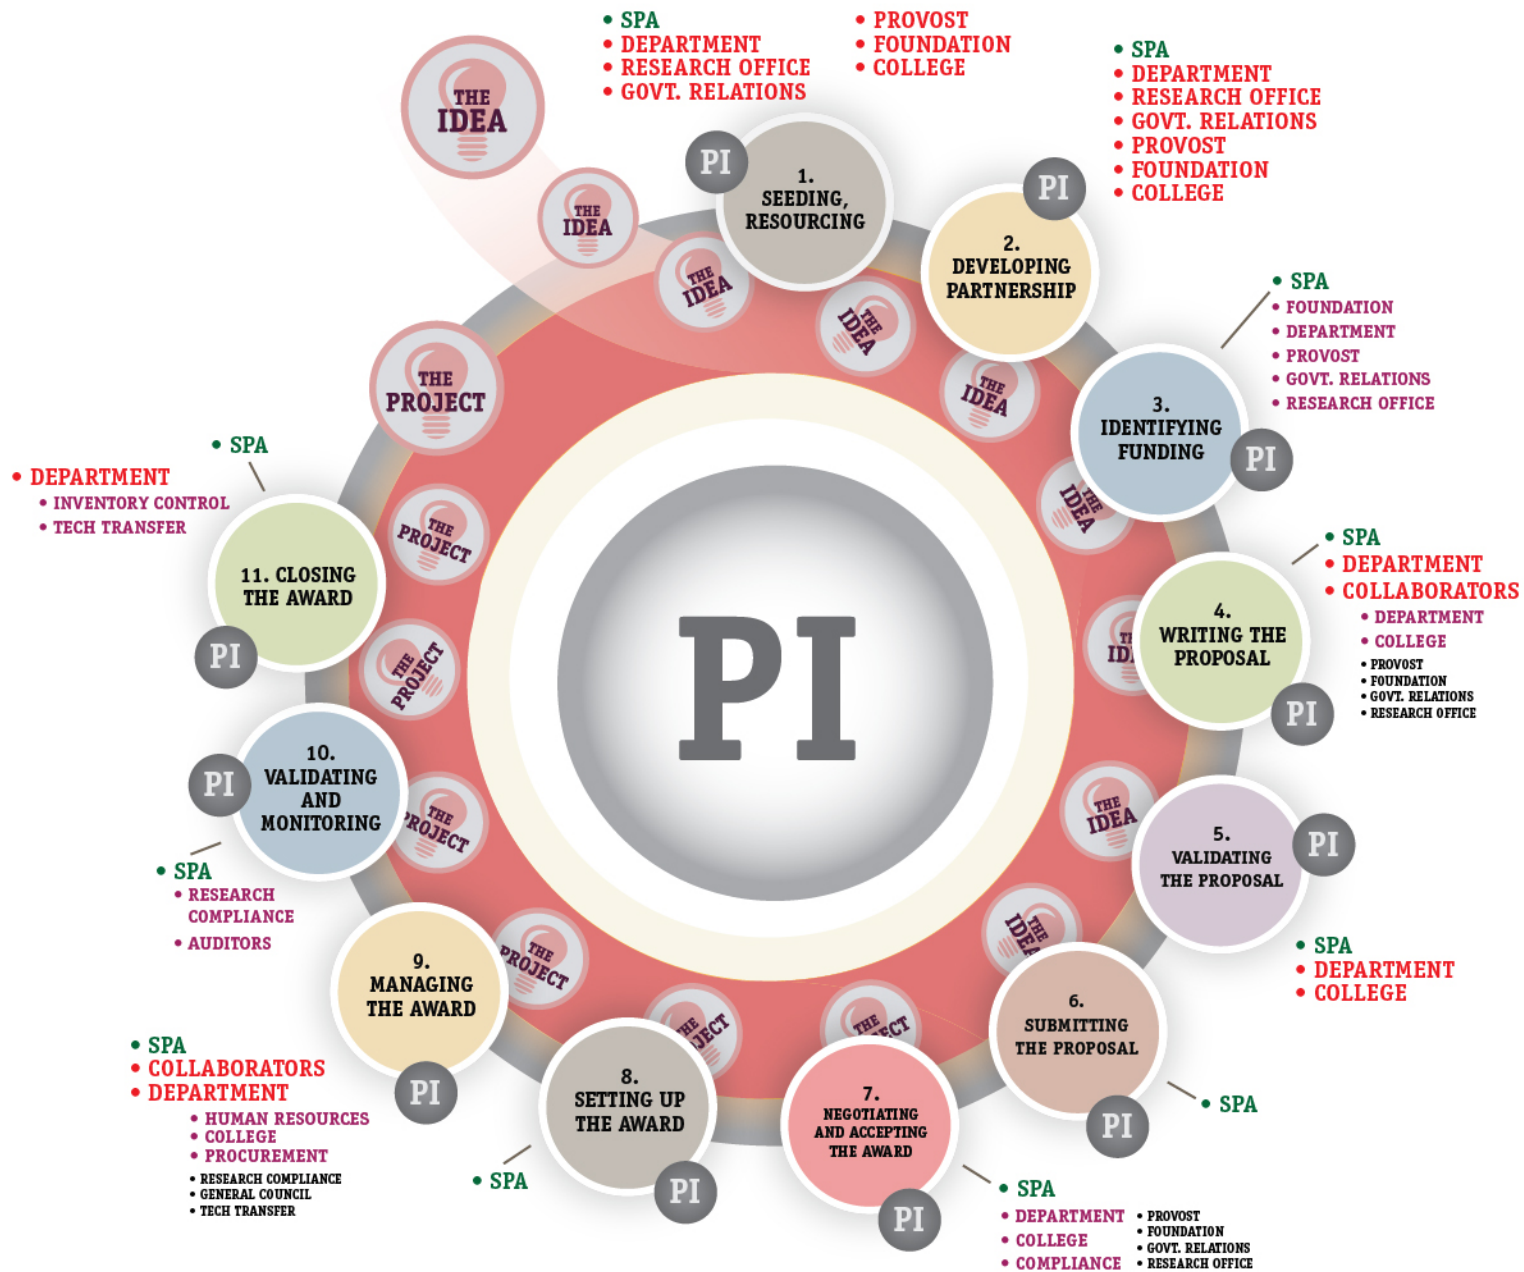 THE
IDEA
THE
IDEA
THE
IDEA
THE
IDEA
THE
IDEA
THE
IDEA
THE
IDEA
THE
IDEA
PI
1.
SEEDING,
RESOURCING
• SPA
• DEPARTMENT
• RESEARCH OFFICE
• GOVT. RELATIONS
• PROVOST
• FOUNDATION
• COLLEGE
PI
2.
DEVELOPING
PARTNERSHIP
• SPA
• DEPARTMENT
• RESEARCH OFFICE
• GOVT. RELATIONS
• PROVOST
• FOUNDATION
• COLLEGE
3.
IDENTIFYING
FUNDING
PI
• SPA
• FOUNDATION
• DEPARTMENT
• PROVOST
• GOVT. RELATIONS
• RESEARCH OFFICE
4.
WRITING THE
PROPOSAL
PI
• SPA
• DEPARTMENT
• COLLABORATORS
• DEPARTMENT
• COLLEGE
• PROVOST
• FOUNDATION
• GOVT. RELATIONS
• RESEARCH OFFICE
5.
VALIDATING
THE PROPOSAL
PI
• SPA
• DEPARTMENT
• COLLEGE
THE
IDEA
6.
SUBMITTING
THE PROPOSAL
PI
• SPA
7.
NEGOTIATING
AND ACCEPTING
THE AWARD
PI
• SPA
• DEPARTMENT
• COLLEGE
• COMPLIANCE
• PROVOST
• FOUNDATION
• GOVT. RELATIONS
• RESEARCH OFFICE
8.
SETTING UP
THE AWARD
PI
• SPA
THE
PROJECT
9.
MANAGING
THE AWARD
PI
• SPA
• COLLABORATORS
• DEPARTMENT
• HUMAN RESOURCES
• COLLEGE
• PROCUREMENT
• RESEARCH COMPLIANCE
• GENERAL COUNCIL
• TECH TRANSFER
THE
PROJECT
10.
VALIDATING
AND
MONITORING
PI
• SPA
• RESEARCH
COMPLIANCE
• AUDITORS
THE
PROJECT
11. CLOSING
THE AWARD
PI
• SPA
• DEPARTMENT
• INVENTORY CONTROL
• TECH TRANSFER
THE
PROJECT
THE
PROJECT
PI